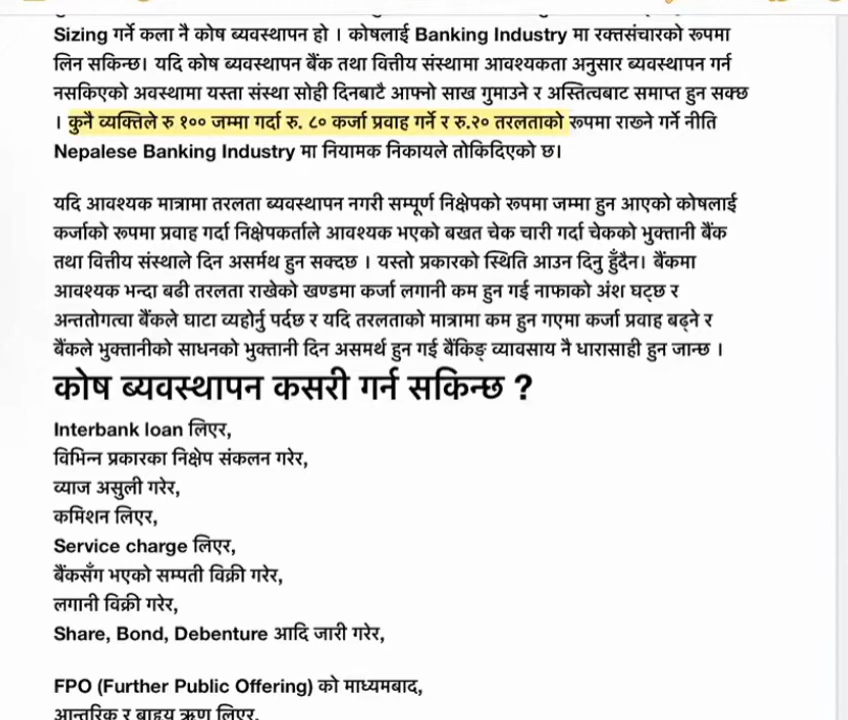 Sizing गर्ने कला नै कोष ब्यवस्थापन हो । कोषलाई Banking Industry मा रक्तसंचारको रूपमा
लिन सकिन्छ। यदि कोष ब्यवस्थापन बैंक तथा वित्तीय संस्थामा आवश्यकता अनुसार ब्यवस्थापन गर्न
नसकिएको अवस्थामा यस्ता संस्था सोही दिनबाटै आफ्नो साख गुमाउने र अस्तित्वबाट समाप्त हुन सक्छ
। कुनै व्यक्तिले रु १०० जम्मा गर्दा रु. ८० कर्जा प्रवाह गर्ने र रु.२० तरलताको रूपमा राख्ने गर्ने नीति
Nepalese Banking Industry मा नियामक निकायले तोकिदिएको छ।
यदि आवश्यक मात्रामा तरलता ब्यवस्थापन नगरी सम्पूर्ण निक्षेपको रूपमा जम्मा हुन आएको कोषलाई
कर्जाको रूपमा प्रवाह गर्दा निक्षेपकर्ताले आवश्यक भएको बखत चेक चारी गर्दा चेकको भुक्तानी बैंक
तथा वित्तीय संस्थाले दिन असर्मथ हुन सक्दछ । यस्तो प्रकारको स्थिति आउन दिनु हुँदैन। बैंकमा
आवश्यक भन्दा बढी तरलता राखेको खण्डमा कर्जा लगानी कम हुन गई नाफाको अंश घट्छ र
अन्ततोगत्वा बैंकले घाटा व्यहोर्नु पर्दछ र यदि तरलताको मात्रामा कम हुन गएमा कर्जा प्रवाह बढ्ने र
बैंकले भुक्तानीको साधनको भुक्तानी दिन असमर्थ हुन गई बैंकिङ् व्यावसाय नै धारासाही हुन जान्छ ।
कोष ब्यवस्थापन कसरी गर्न सकिन्छ ?
Interbank loan लिएर,
विभिन्न प्रकारका निक्षेप संकलन गरेर,
व्याज असुली गरेर,
कमिशन लिएर,
Service charge लिएर,
बैंकसँग भएको सम्पती विक्री गरेर,
लगानी विक्री गरेर,
Share, Bond, Debenture आदि जारी गरेर,
FPO (Further Public Offering) को माध्यमबाद,
आन्तरिक र बाह्य ऋण लिएर,